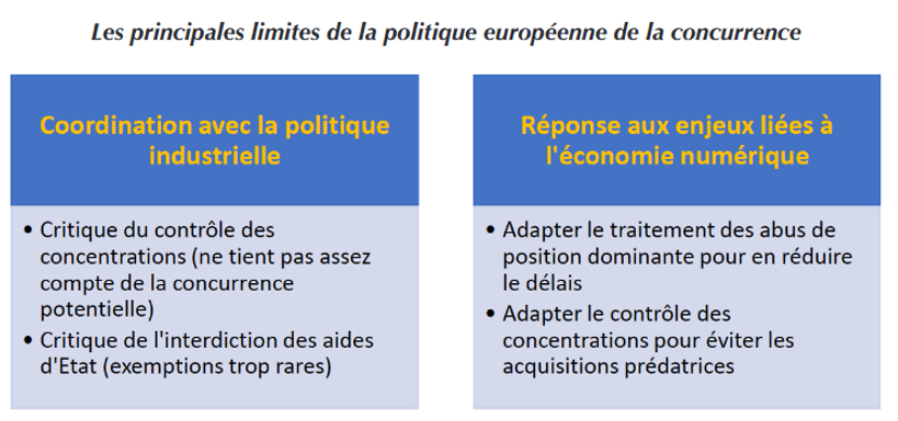 Les principales limites de la politique européenne de la concurrence
Coordination avec la politique
industrielle
• Critique du contrôle des
concentrations (ne tient pas assez
compte de la concurrence
potentielle)
• Critique de l'interdiction des aides
d'Etat (exemptions trop rares)
Réponse aux enjeux liées à
l'économie numérique
• Adapter le traitement des abus de
position dominante pour en réduire
le délais
• Adapter le contrôle des
concentrations pour éviter les
acquisitions prédatrices